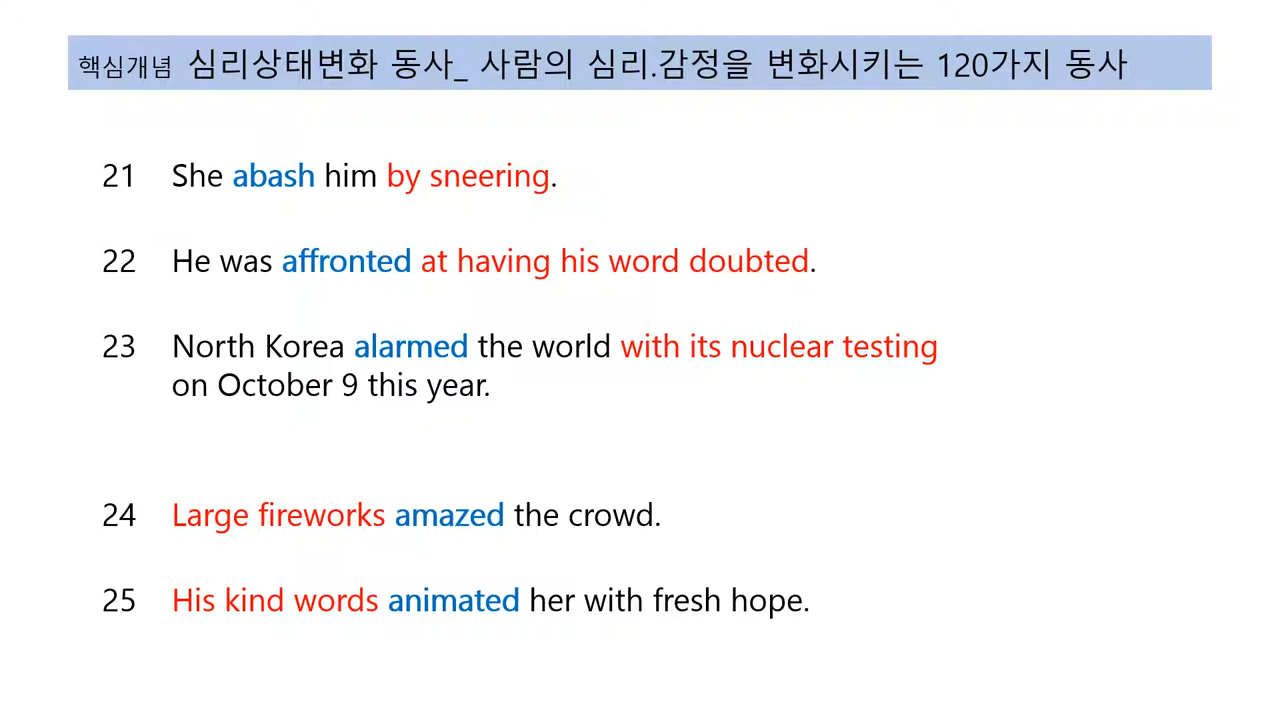 핵심개념 심리상태변화 동사_ 사람의 심리.감정을 변화시키는 120가지 동사
21 She abash him by sneering.
22 He was affronted at having his word doubted.
23 North Korea alarmed the world with its nuclear testing
on October 9 this year.
24 Large fireworks amazed the crowd.
25 His kind words animated her with fresh hope.